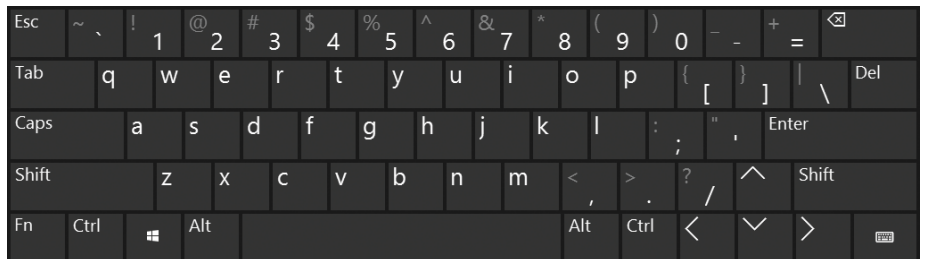 Esc ~ ` ! 1 @ 2 # 3 $ 4 % 5 ^ 6 & 7 * 8 ( 9 ) 0 _ - + =
Tab q w e r t y u i o p { [ } ] | \ Del
Caps a s d f g h j k l : ; " ' Enter
Shift z x c v b n m < , > . ? / Shift
Fn Ctrl Alt Alt Ctrl